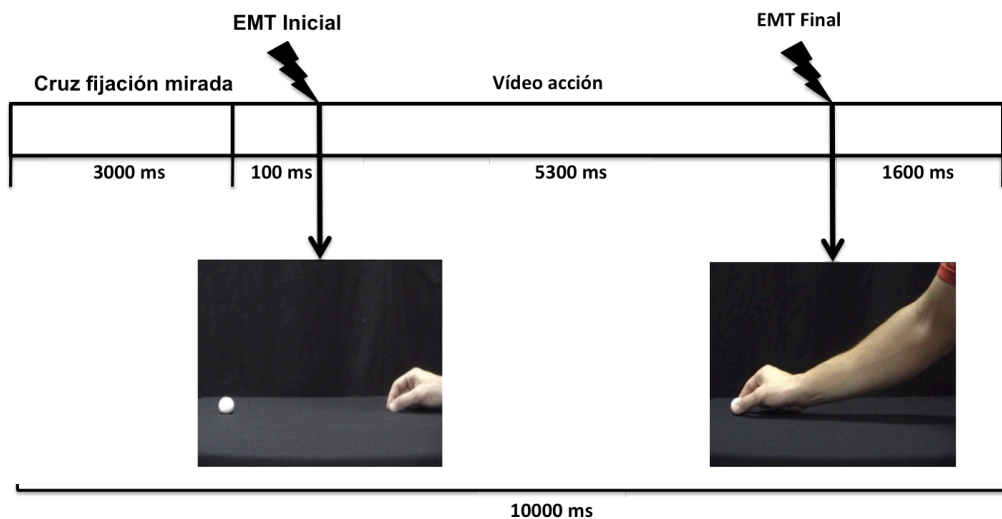 EMT Inicial
EMT Final
Cruz fijación mirada
Vídeo acción
3000 ms
100 ms
5300 ms
1600 ms
10000 ms